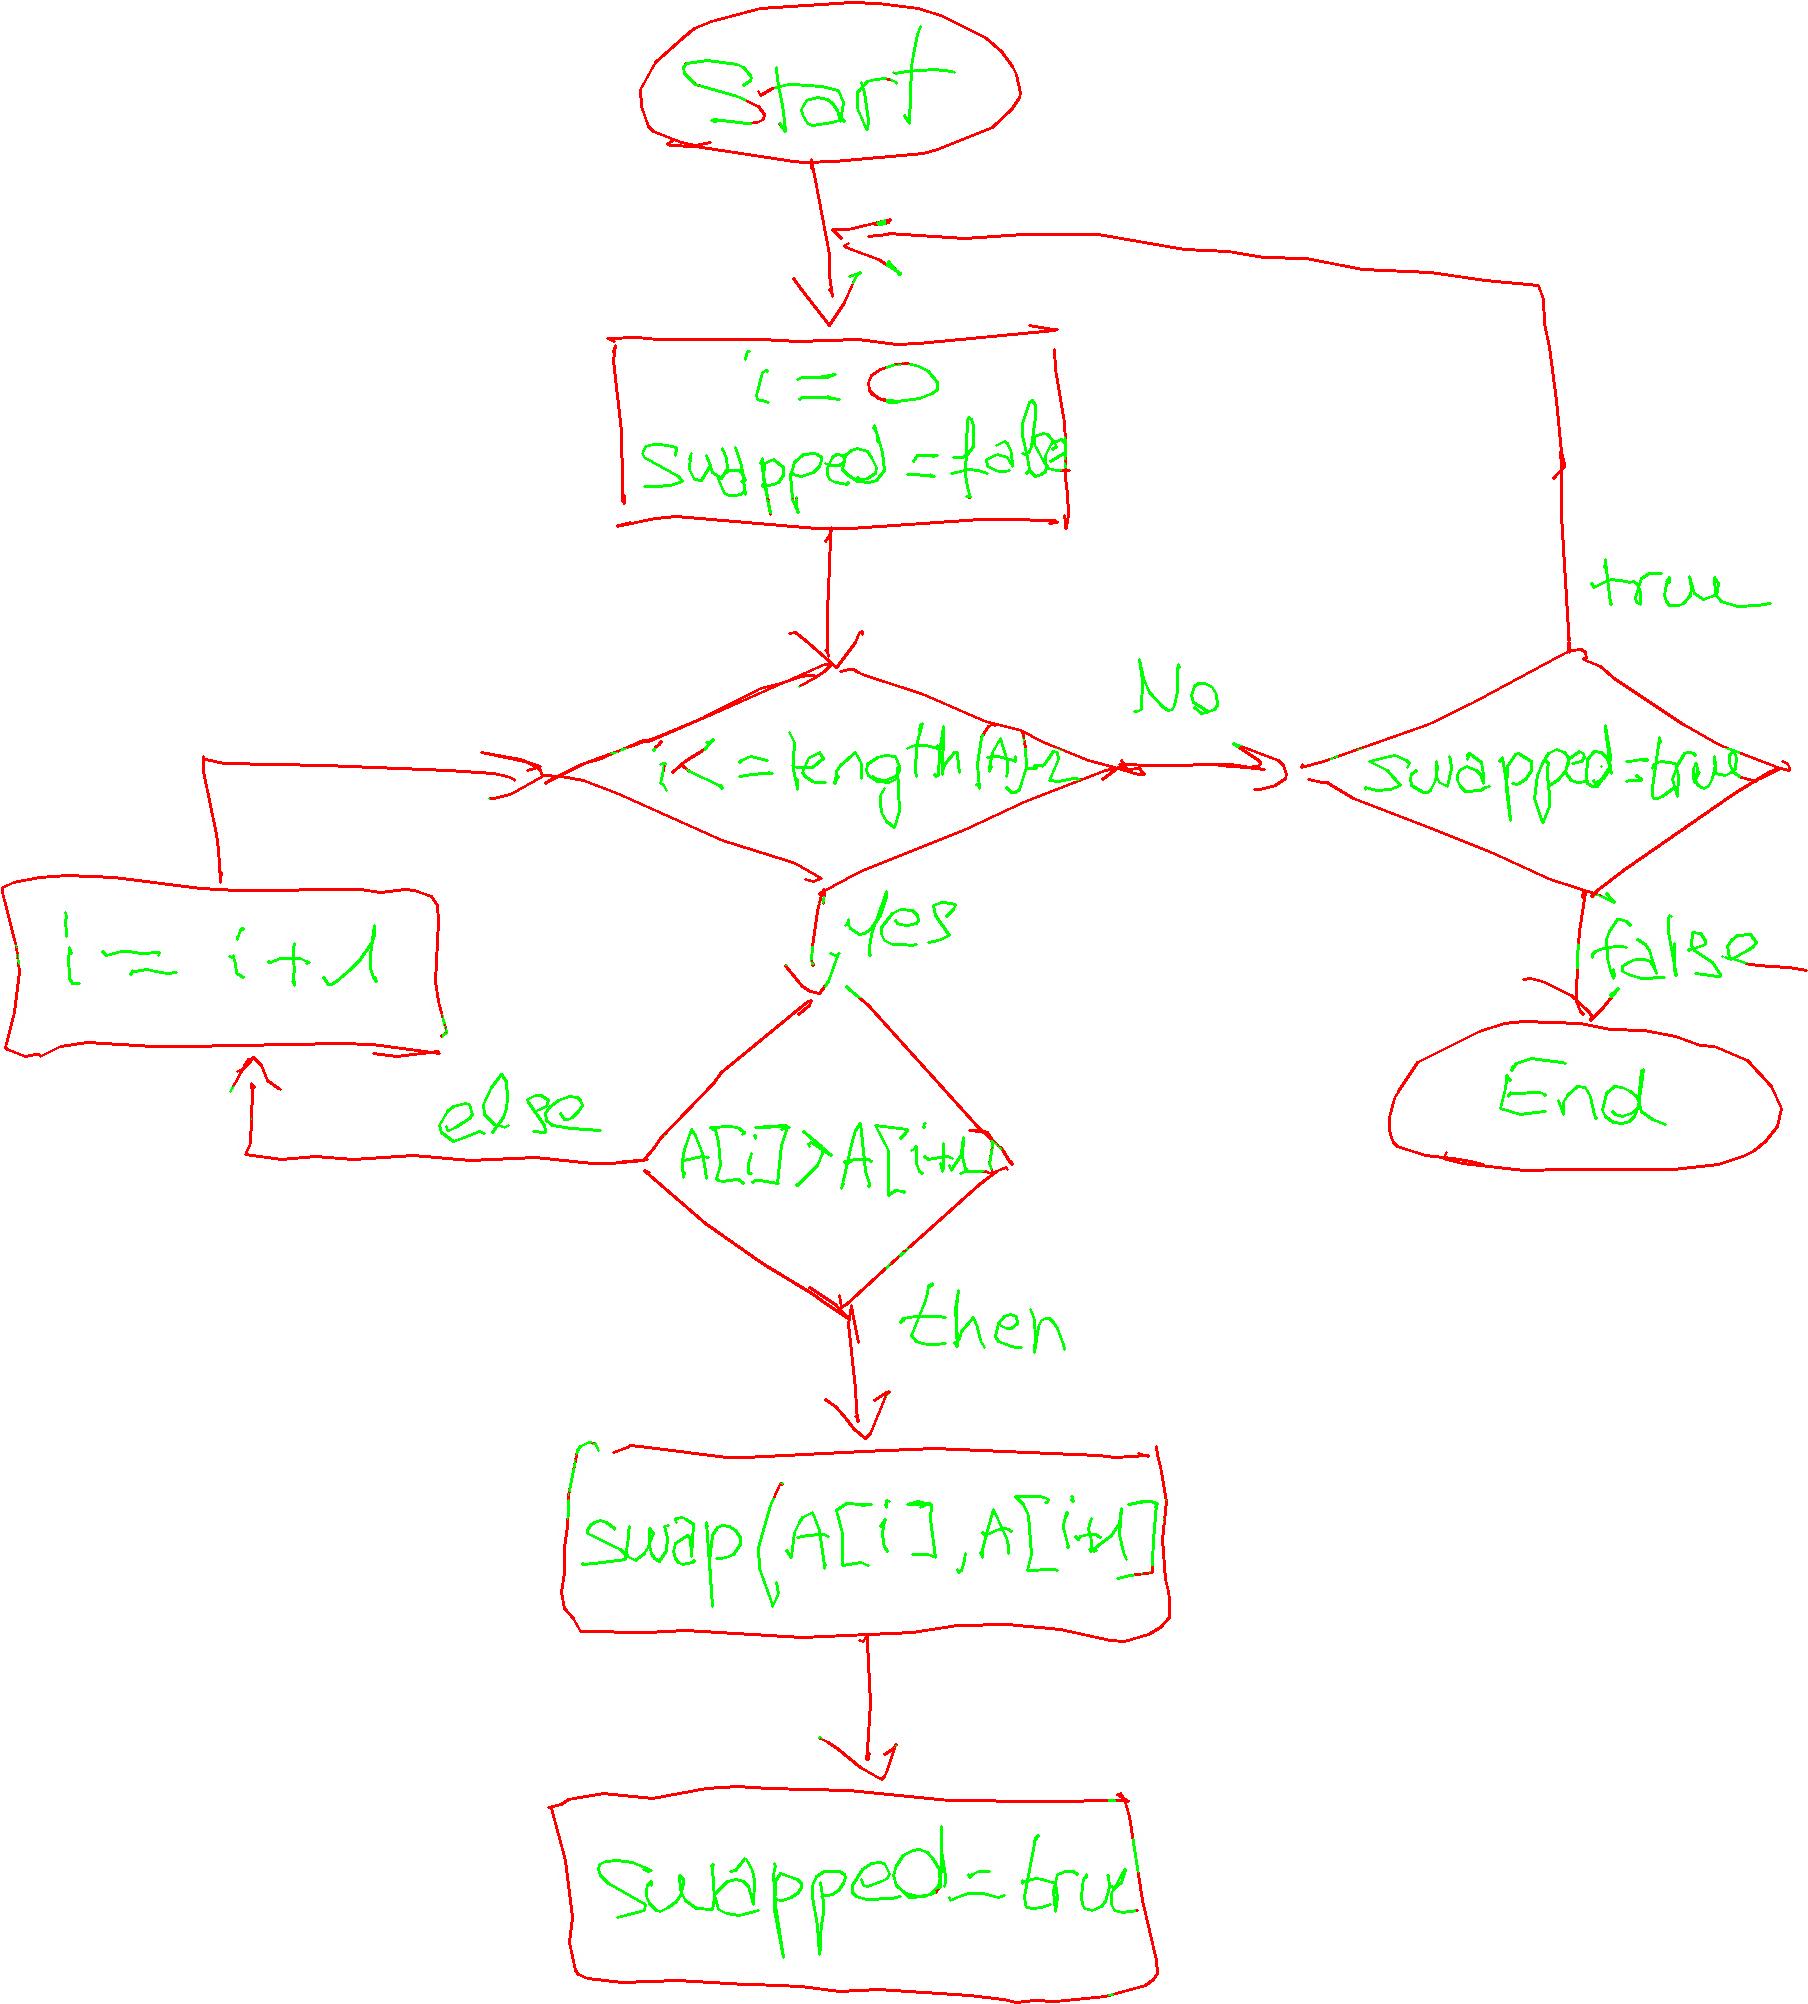 Start
i = 0
swapped = false
true
No
i <= length(A)-2
swapped = true
yes
i = i + 1
false
End
else
A[i] > A[i+1]
then
swap(A[i], A[i+1]
swapped = true